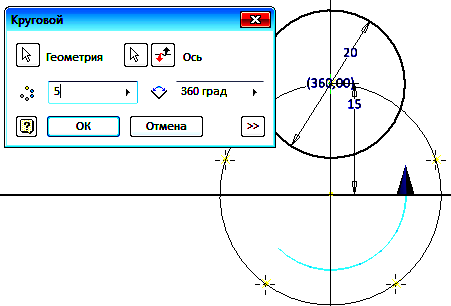 Круговой
Геометрия
Ось
5
360 град
?
OK
Отмена
>>
20
(360,00)
15